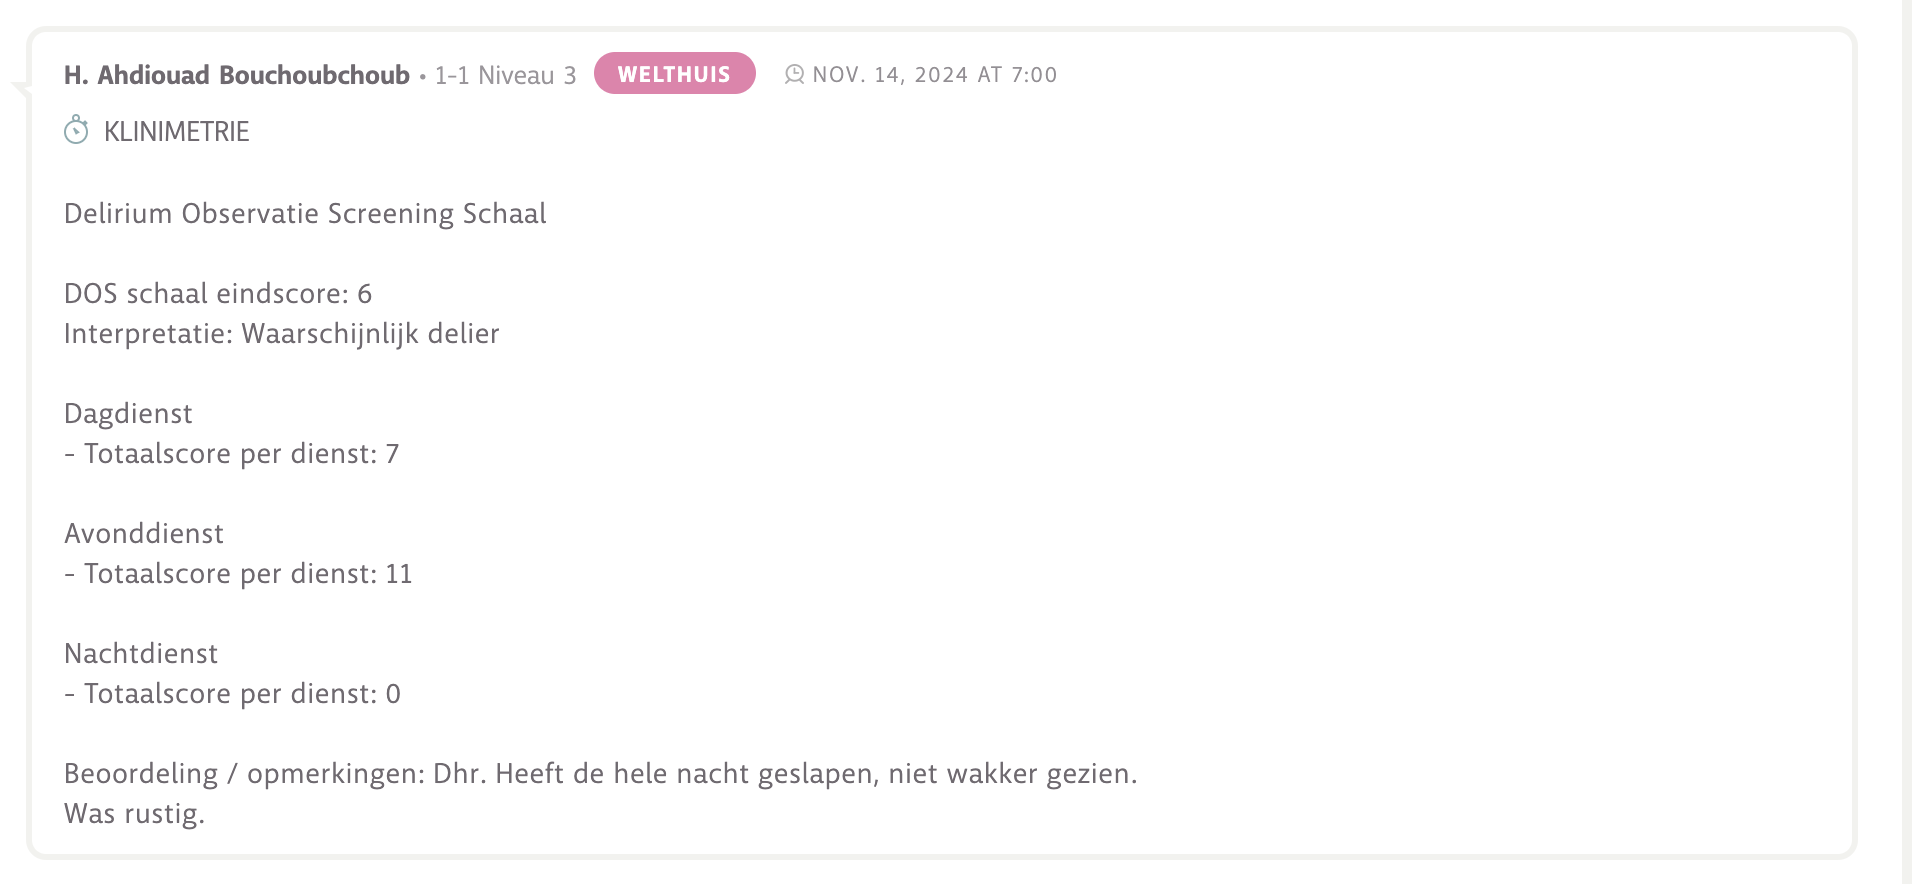 H. Ahdiouad Bouchoubchoub • 1-1 Niveau 3 WELTHUIS NOV. 14, 2024 AT 7:00
KLINIMETRIE
Delirium Observatie Screening Schaal
DOS schaal eindscore: 6
Interpretatie: Waarschijnlijk delier
Dagdienst
- Totaalscore per dienst: 7
Avonddienst
- Totaalscore per dienst: 11
Nachtdienst
- Totaalscore per dienst: 0
Beoordeling / opmerkingen: Dhr. Heeft de hele nacht geslapen, niet wakker gezien.
Was rustig.